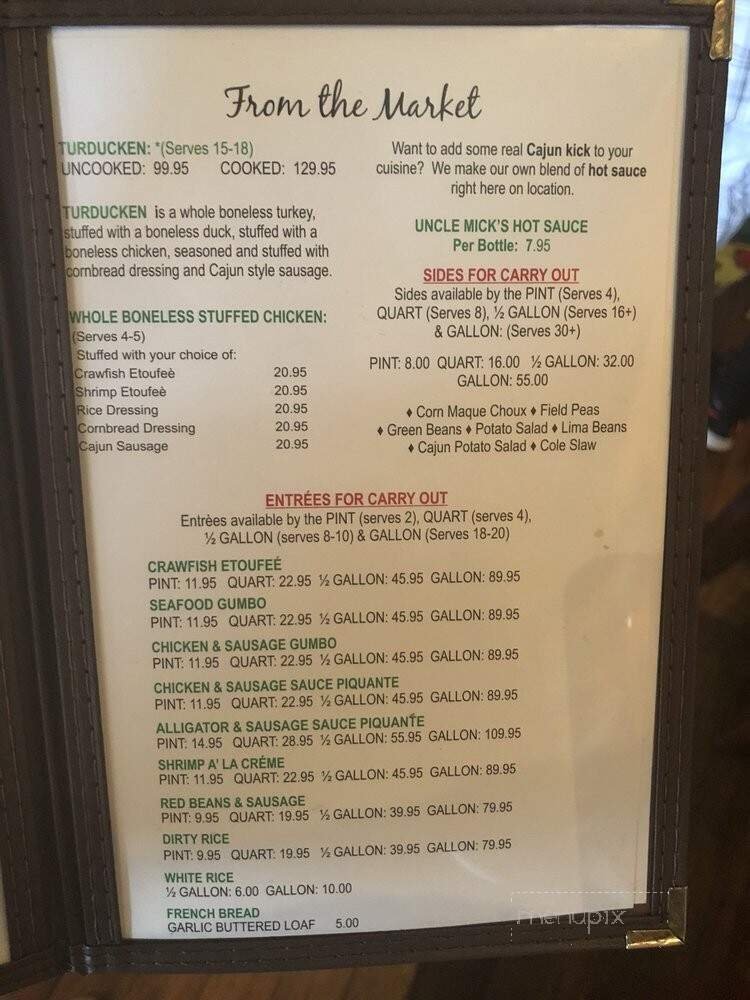 From the Market
TURDUCKEN: *(Serves 15-18)
UNCOOKED: 99.95 COOKED: 129.95
TURDUCKEN is a whole boneless turkey,
stuffed with a boneless duck, stuffed with a
boneless chicken, seasoned and stuffed with
cornbread dressing and Cajun style sausage.
WHOLE BONELESS STUFFED CHICKEN:
(Serves 4-5)
Stuffed with your choice of:
Crawfish Etoufeè 20.95
Shrimp Etoufeè 20.95
Rice Dressing 20.95
Cornbread Dressing 20.95
Cajun Sausage 20.95
Want to add some real Cajun kick to your
cuisine? We make our own blend of hot sauce
right here on location.
UNCLE MICK'S HOT SAUCE
Per Bottle: 7.95
SIDES FOR CARRY OUT
Sides available by the PINT (Serves 4),
QUART (Serves 8), ½ GALLON (Serves 16+)
& GALLON: (Serves 30+)
PINT: 8.00 QUART: 16.00 ½ GALLON: 32.00
GALLON: 55.00
♦ Corn Maque Choux ♦ Field Peas
♦ Green Beans ♦ Potato Salad ♦ Lima Beans
♦ Cajun Potato Salad ♦ Cole Slaw
ENTRÉES FOR CARRY OUT
Entrèes available by the PINT (serves 2), QUART (serves 4),
½ GALLON (serves 8-10) & GALLON (Serves 18-20)
CRAWFISH ETOUFEÉ
PINT: 11.95 QUART: 22.95 ½ GALLON: 45.95 GALLON: 89.95
SEAFOOD GUMBO
PINT: 11.95 QUART: 22.95 ½ GALLON: 45.95 GALLON: 89.95
CHICKEN & SAUSAGE GUMBO
PINT: 11.95 QUART: 22.95 ½ GALLON: 45.95 GALLON: 89.95
CHICKEN & SAUSAGE SAUCE PIQUANTE
PINT: 11.95 QUART: 22.95 ½ GALLON: 45.95 GALLON: 89.95
ALLIGATOR & SAUSAGE SAUCE PIQUANTE
PINT: 14.95 QUART: 28.95 ½ GALLON: 55.95 GALLON: 109.95
SHRIMP A' LA CRÉME
PINT: 11.95 QUART: 22.95 ½ GALLON: 45.95 GALLON: 89.95
RED BEANS & SAUSAGE
PINT: 9.95 QUART: 19.95 ½ GALLON: 39.95 GALLON: 79.95
DIRTY RICE
PINT: 9.95 QUART: 19.95 ½ GALLON: 39.95 GALLON: 79.95
WHITE RICE
½ GALLON: 6.00 GALLON: 10.00
FRENCH BREAD
GARLIC BUTTERED LOAF 5.00
menupix